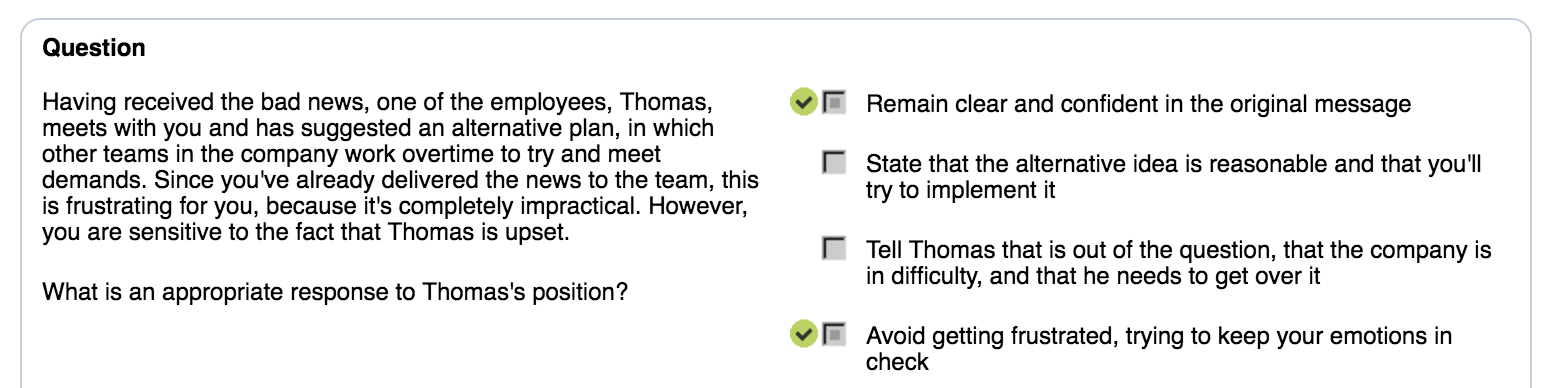 Question
Having received the bad news, one of the employees, Thomas,
meets with you and has suggested an alternative plan, in which
other teams in the company work overtime to try and meet
demands. Since you've already delivered the news to the team, this
is frustrating for you, because it's completely impractical. However,
you are sensitive to the fact that Thomas is upset.
What is an appropriate response to Thomas's position?
Remain clear and confident in the original message
State that the alternative idea is reasonable and that you'll
try to implement it
Tell Thomas that is out of the question, that the company is
in difficulty, and that he needs to get over it
Avoid getting frustrated, trying to keep your emotions in
check